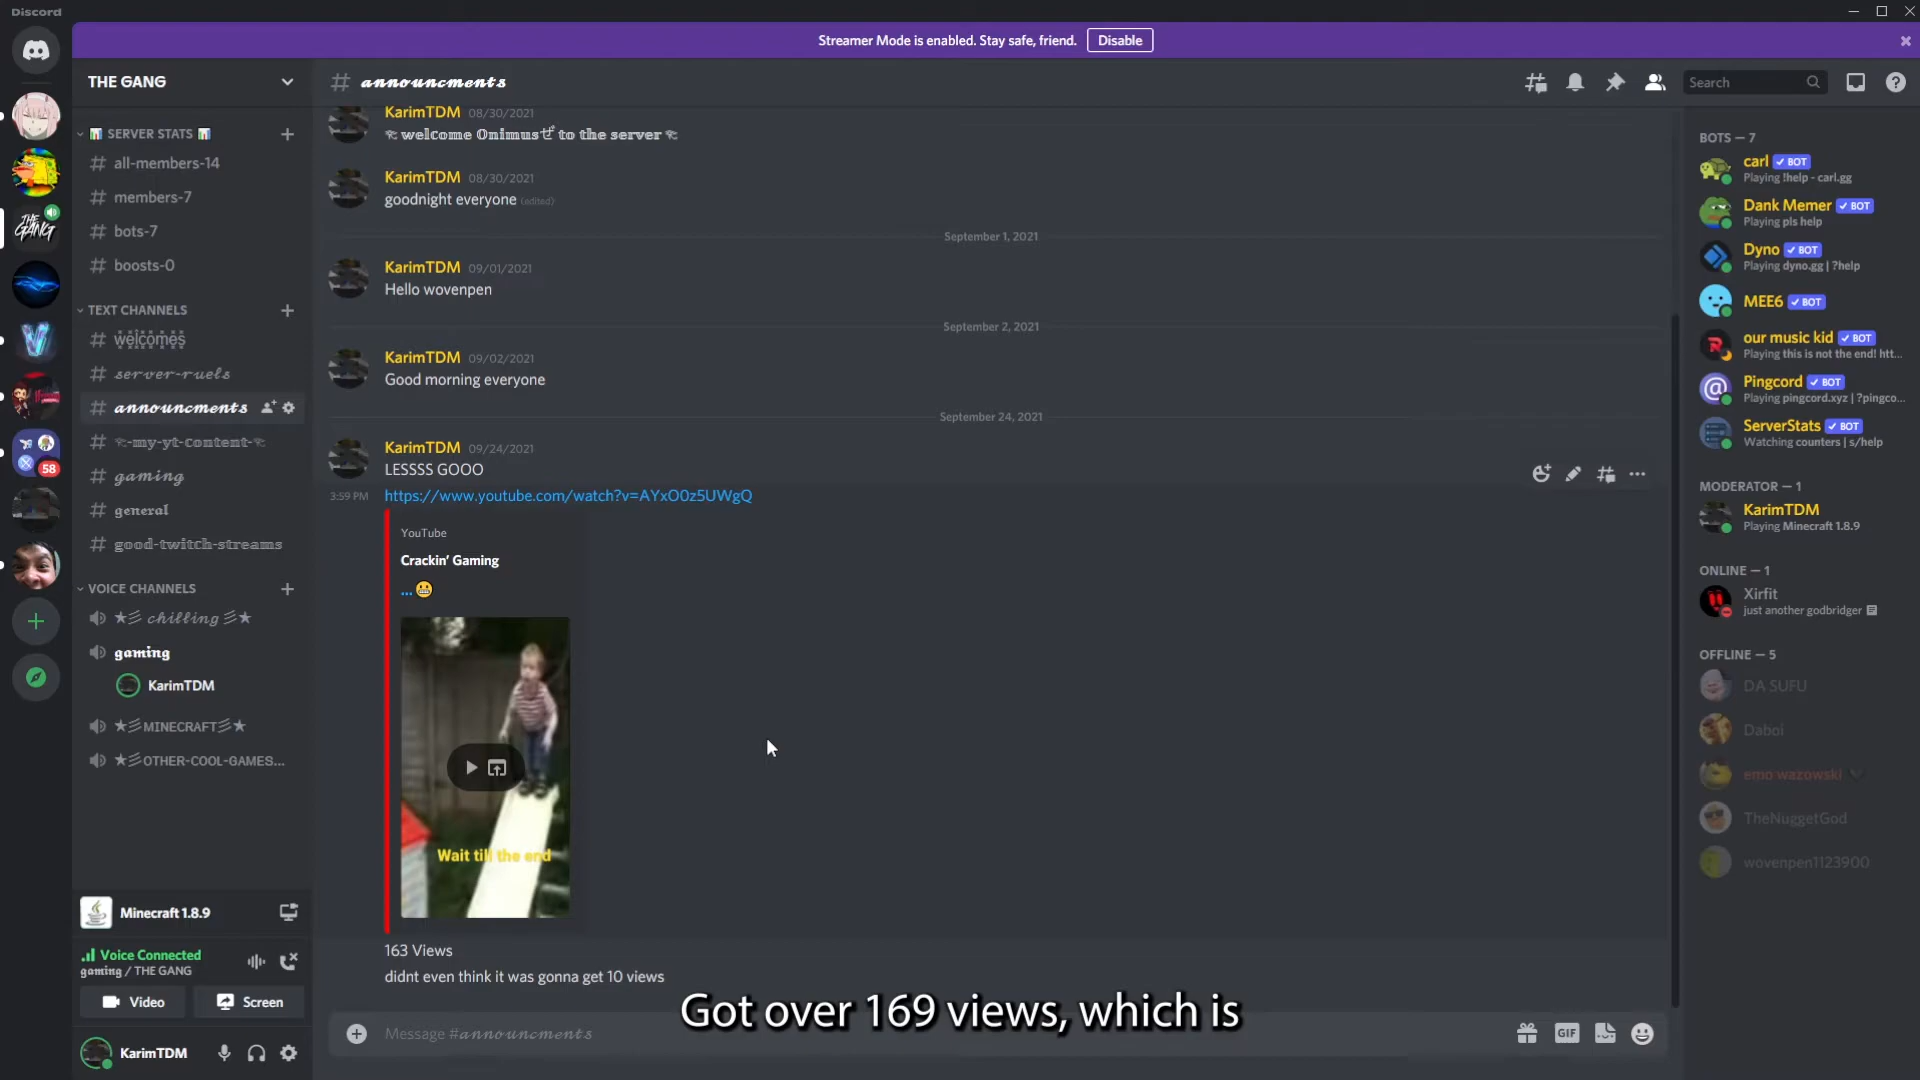 Discord
Streamer Mode is enabled. Stay safe, friend. Disable
THE GANG
SERVER STATS
all-members-14
members-7
bots-7
boosts-0
TEXT CHANNELS
welcomes
server-ruels
announcments
-my-yt-content-
gaming
general
good-twitch-streams
VOICE CHANNELS
★彡 chilling 彡★
gaming
KarimTDM
★彡MINECRAFT彡★
★彡OTHER-COOL-GAMES...
Minecraft 1.8.9
Voice Connected
gaming / THE GANG
Video Screen
KarimTDM
# announcments
Search
KarimTDM 08/30/2021
welcome Onimusぜ to the server
KarimTDM 08/30/2021
goodnight everyone (edited)
September 1, 2021
KarimTDM 09/01/2021
Hello wovenpen
September 2, 2021
KarimTDM 09/02/2021
Good morning everyone
September 24, 2021
KarimTDM 09/24/2021
LESSSS GOOO
3:59 PM https://www.youtube.com/watch?v=AYxO0z5UWgQ
YouTube
Crackin' Gaming
... 😬
Wait till the end
163 Views
didnt even think it was gonna get 10 views
Got over 169 views, which is
Message #announcments
GIF
BOTS — 7
carl ✓ BOT
Playing !help - carl.gg
Dank Memer ✓ BOT
Playing pls help
Dyno ✓ BOT
Playing dyno.gg | ?help
MEE6 ✓ BOT
our music kid ✓ BOT
Playing this is not the end! htt...
Pingcord ✓ BOT
Playing pingcord.xyz | ?pingco...
ServerStats ✓ BOT
Watching counters | s/help
MODERATOR — 1
KarimTDM
Playing Minecraft 1.8.9
ONLINE — 1
Xirfit
just another godbridger
OFFLINE — 5
DA SUFU
Daboi
emo wazowski
TheNuggetGod
wovenpen1123900
THE GANG
58